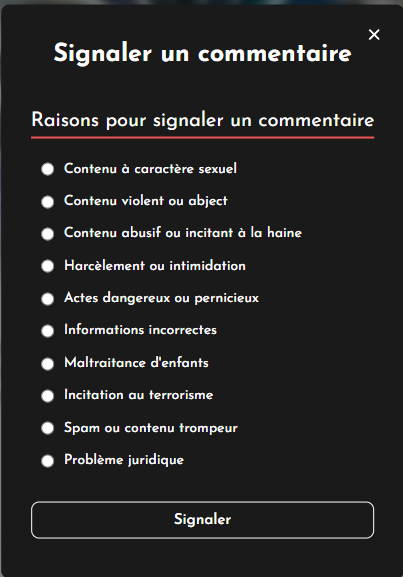 Signaler un commentaire
Raisons pour signaler un commentaire
Contenu à caractère sexuel
Contenu violent ou abject
Contenu abusif ou incitant à la haine
Harcèlement ou intimidation
Actes dangereux ou pernicieux
Informations incorrectes
Maltraitance d'enfants
Incitation au terrorisme
Spam ou contenu trompeur
Problème juridique
Signaler